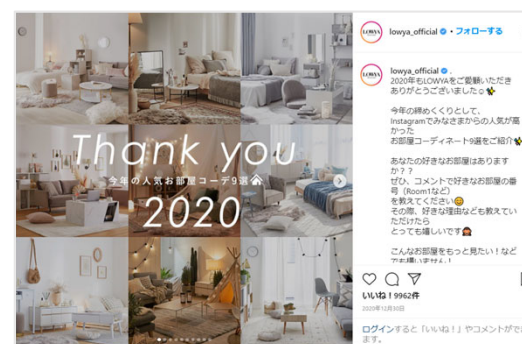 Thank you
今年の人気お部屋コーデ9選
2020
LOWYA
lowya_official • フォローする
LOWYA
lowya_official .
2020年もLOWYAをご愛顧いただき
ありがとうございました
今年の締めくくりとして、
Instagramでみなさまからの人気が高
かった
お部屋コーディネート9選をご紹介
あなたの好きなお部屋はあります
か??
ぜひ、コメントで好きなお部屋の番
号(Room1など)
を教えてください😊
その際、好きな理由なども教えてい
ただけたら
とっても嬉しいです
こんなお部屋をもっと見たい!など
でも構いません!
いいね!9962件
2020年12月30日
ログインすると「いいね!」やコメントがで
ます。